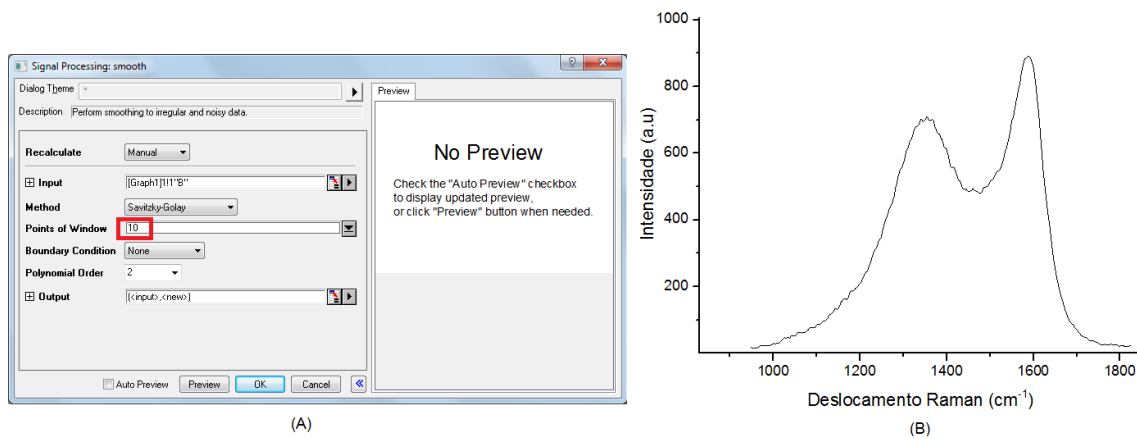 Signal Processing: smooth
Dialog Theme *
Description Perform smoothing to irregular and noisy data.
Recalculate Manual
Input [Graph1]1!1"B"
Method Savitzky-Golay
Points of Window 10
Boundary Condition None
Polynomial Order 2
Output (<input>,<new>)
Auto Preview Preview OK Cancel
Preview
No Preview
Check the "Auto Preview" checkbox
to display updated preview,
or click "Preview" button when needed.
(A)
1000
800
600
400
200
Intensidade (a.u)
1000 1200 1400 1600 1800
Deslocamento Raman (cm⁻¹)
(B)